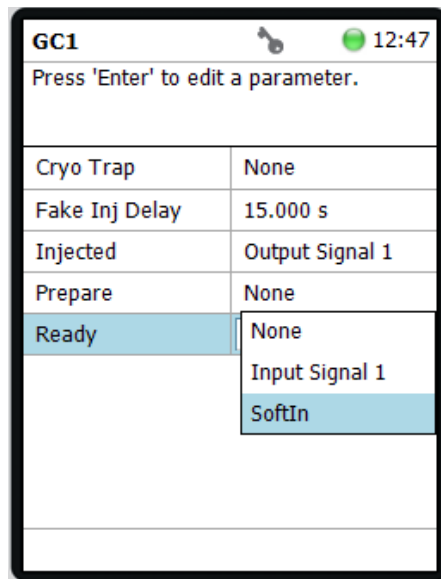 GC1 12:47
Press 'Enter' to edit a parameter.
Cryo Trap None
Fake Inj Delay 15.000 s
Injected Output Signal 1
Prepare None
Ready None
Input Signal 1
SoftIn